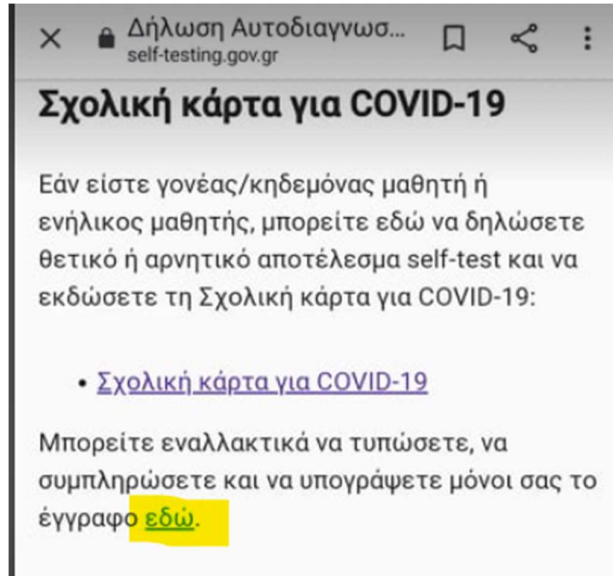 Δήλωση Αυτοδιαγνωσ...
self-testing.gov.gr
Σχολική κάρτα για COVID-19
Εάν είστε γονέας/κηδεμόνας μαθητή ή
ενήλικος μαθητής, μπορείτε εδώ να δηλώσετε
θετικό ή αρνητικό αποτέλεσμα self-test και να
εκδώσετε τη Σχολική κάρτα για COVID-19:
• Σχολική κάρτα για COVID-19
Μπορείτε εναλλακτικά να τυπώσετε, να
συμπληρώσετε και να υπογράψετε μόνοι σας το
έγγραφο εδώ.